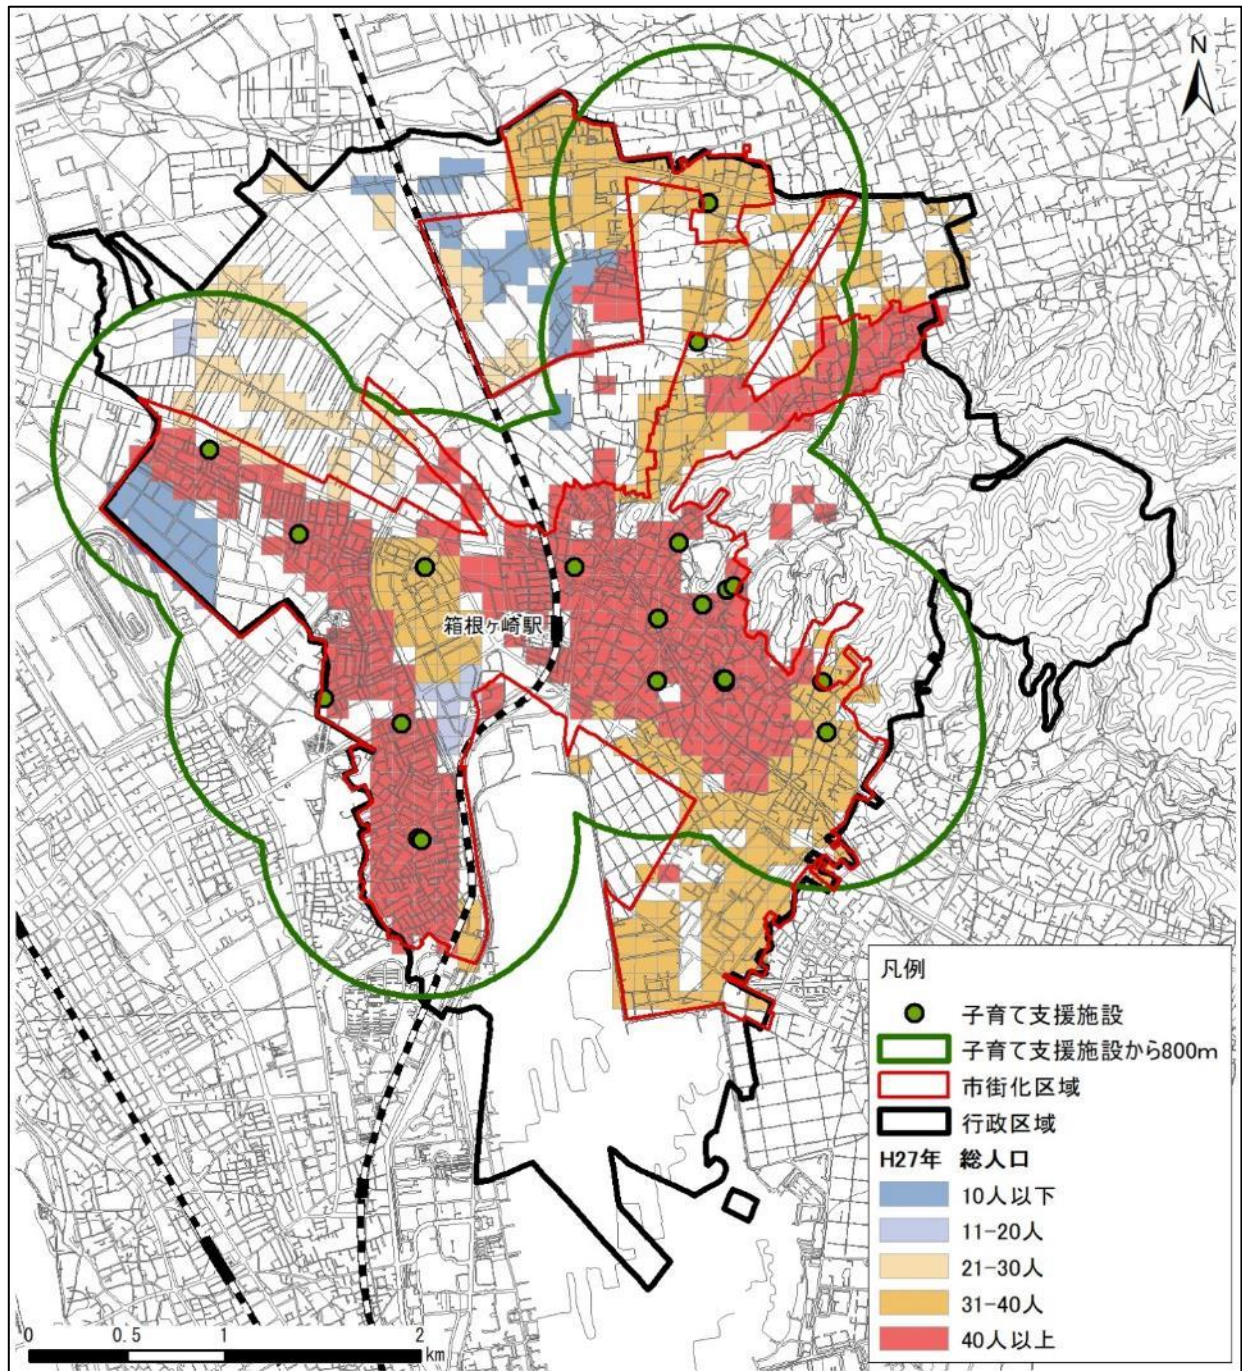 N
箱根ヶ崎駅
凡例
子育て支援施設
子育て支援施設から800m
市街化区域
行政区域
H27年 総人口
10人以下
11-20人
21-30人
31-40人
40人以上
0 0.5 1 2
km